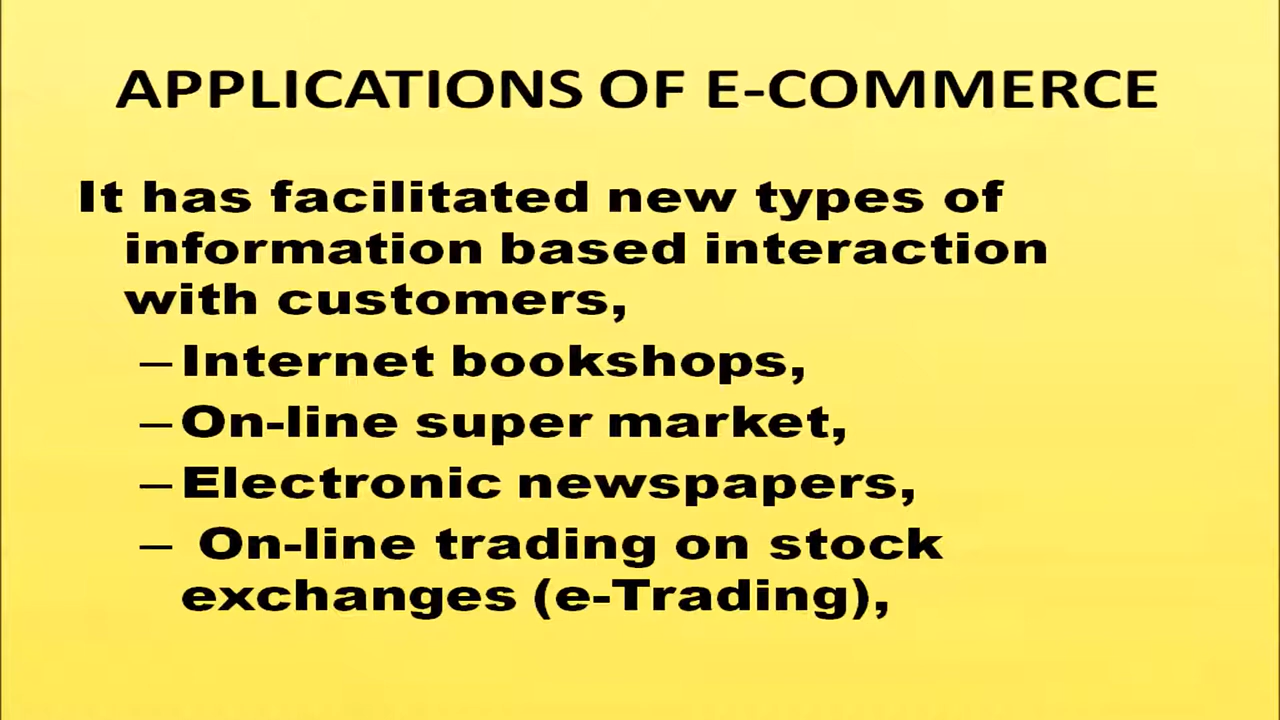 APPLICATIONS OF E-COMMERCE
It has facilitated new types of
information based interaction
with customers,
–Internet bookshops,
–On-line super market,
–Electronic newspapers,
– On-line trading on stock
exchanges (e-Trading),